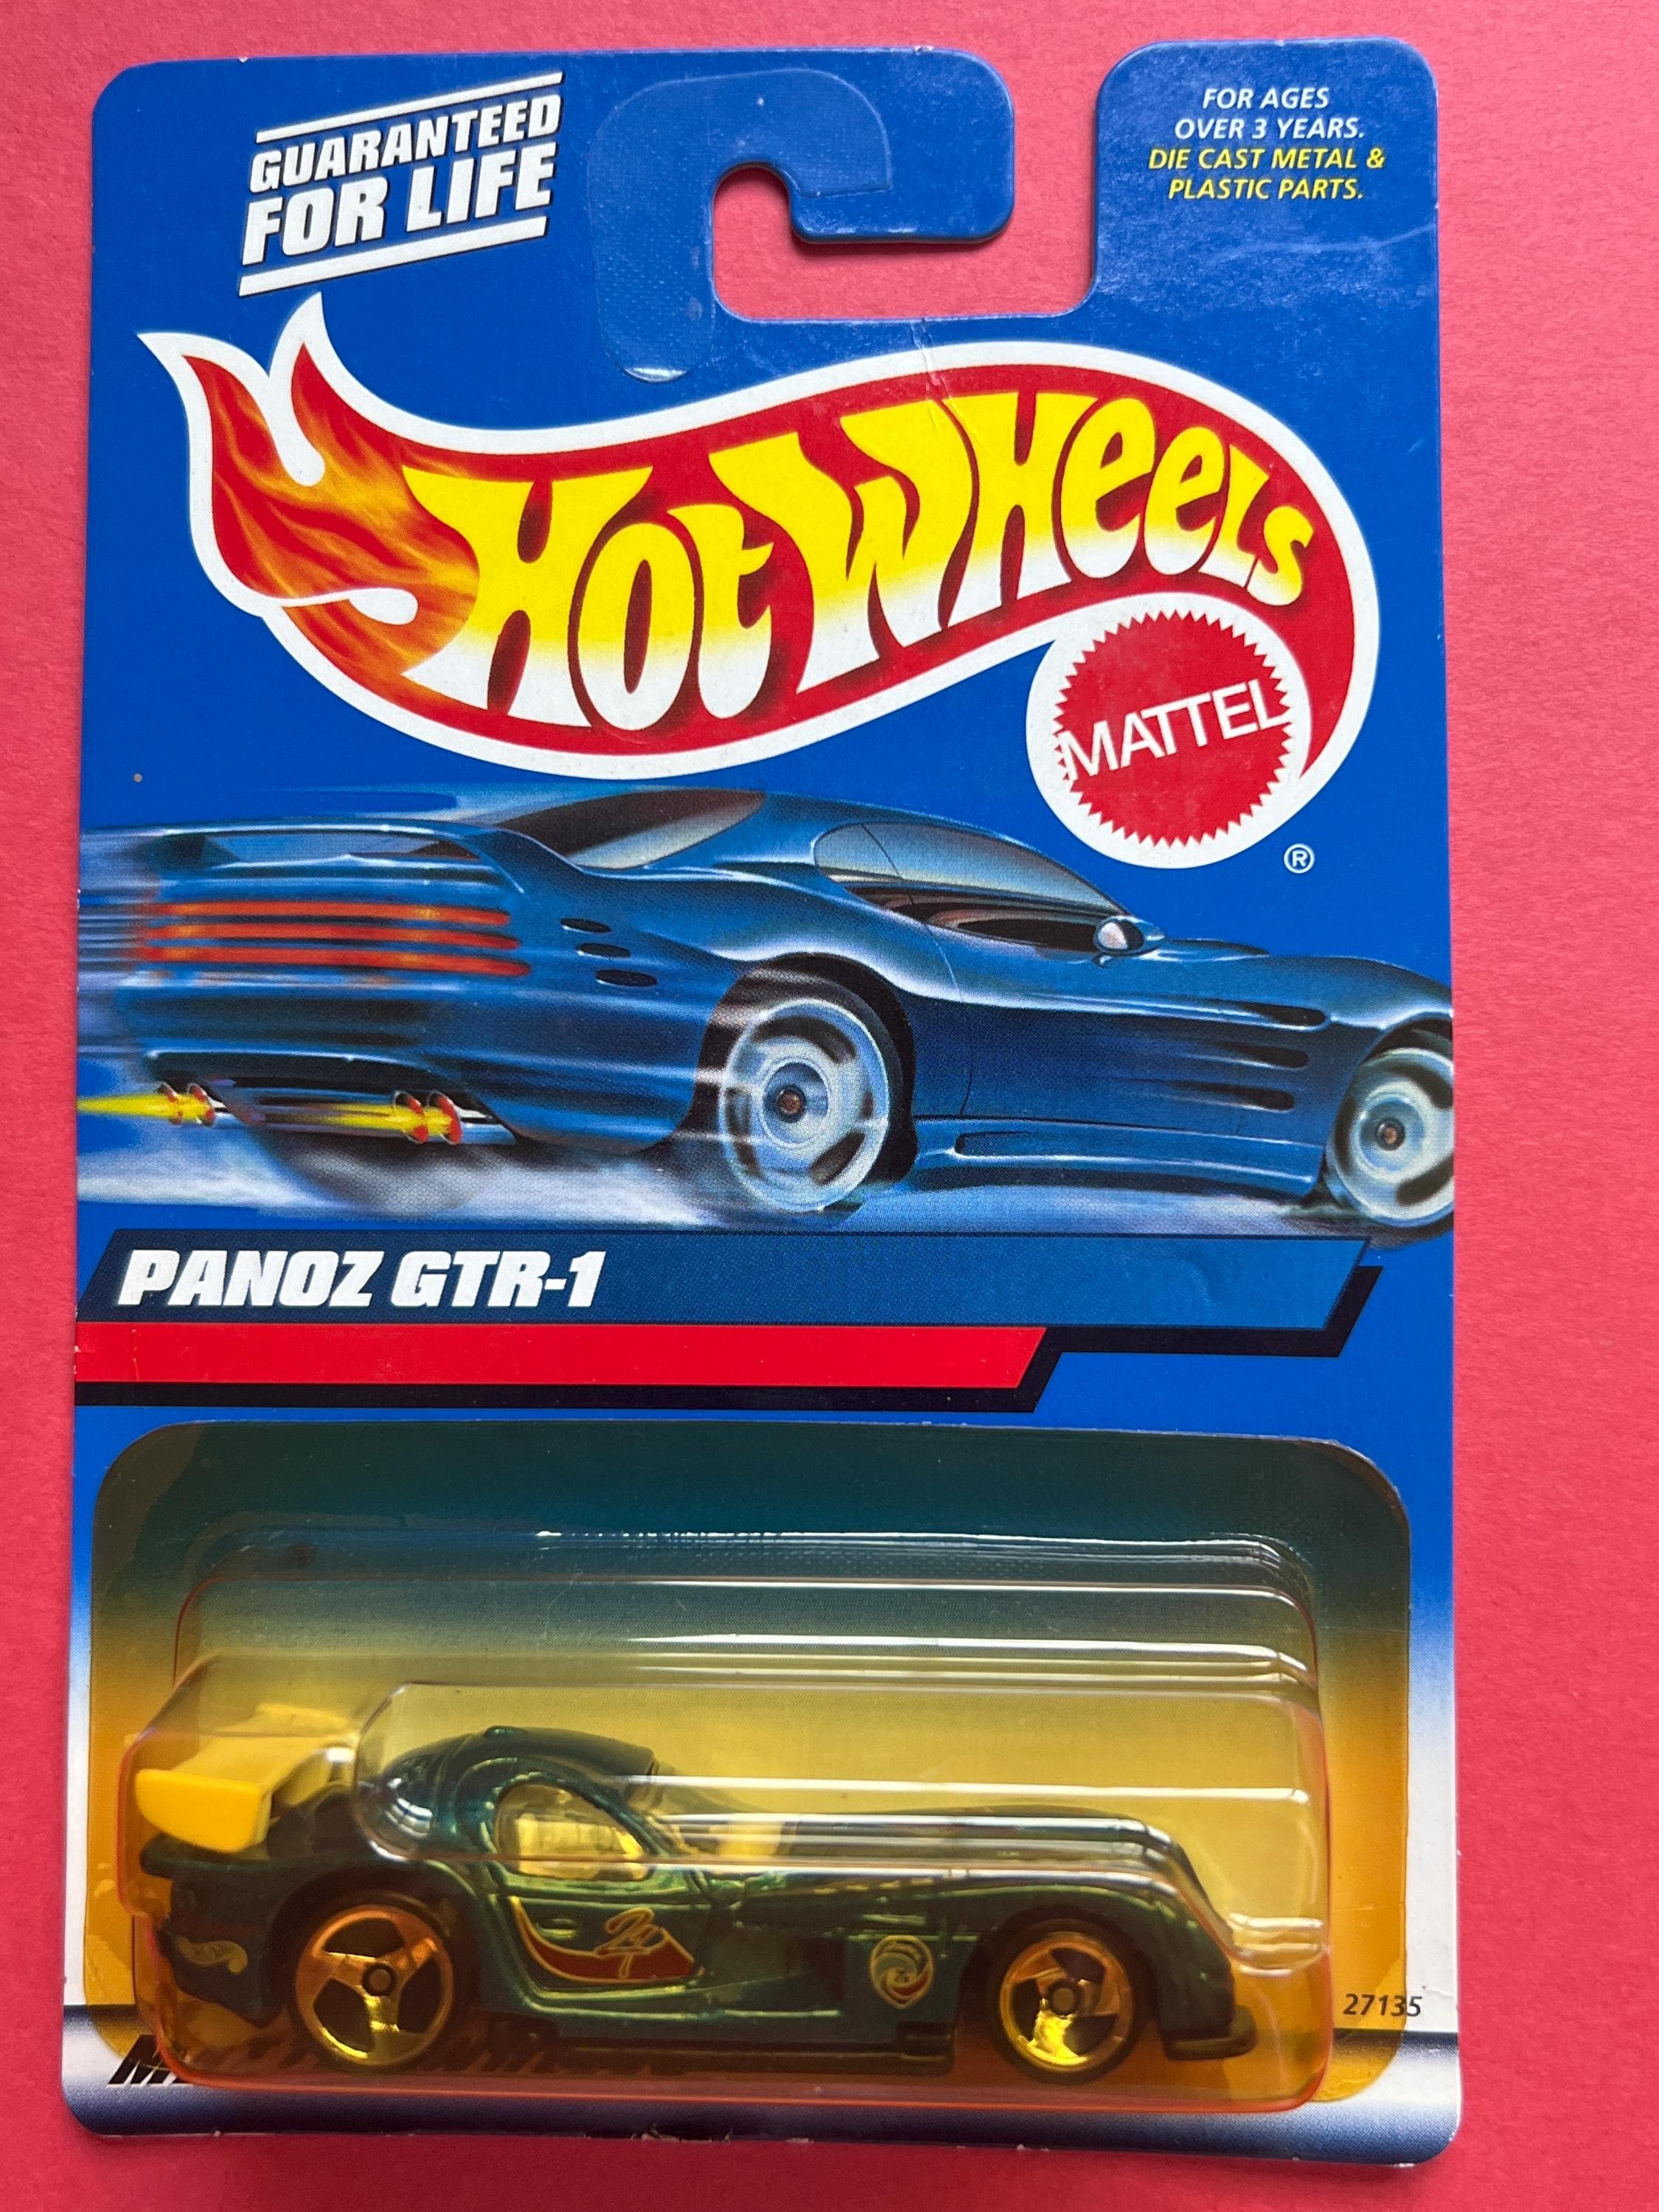 GUARANTEED
FOR LIFE
FOR AGES
OVER 3 YEARS.
DIE CAST METAL &
PLASTIC PARTS.
HOT WHEELS
MATTEL
®
PANOZ GTR-1
27135